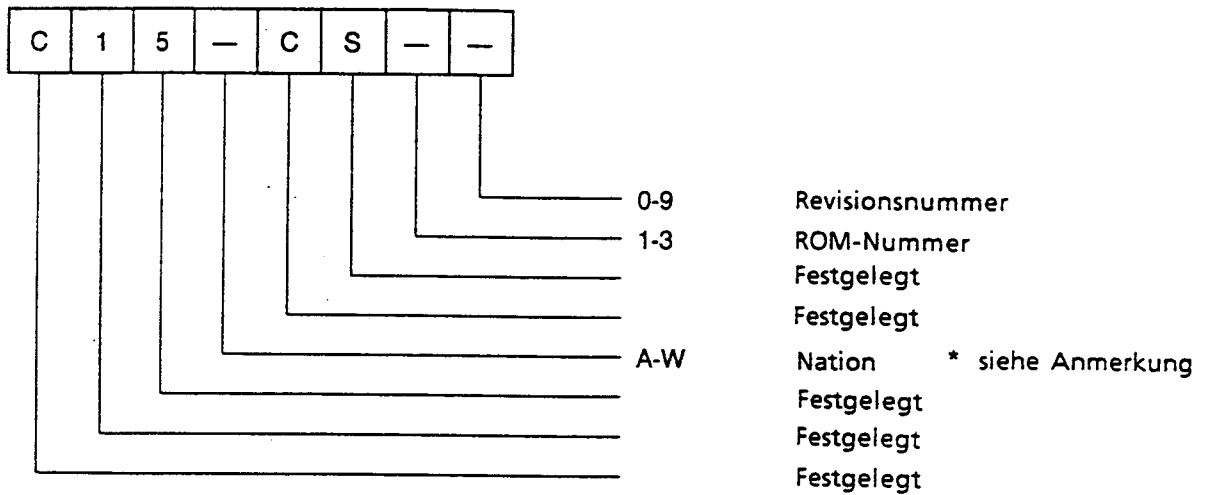 C 1 5 — C S — —
0-9 Revisionsnummer
1-3 ROM-Nummer
Festgelegt
Festgelegt
A-W Nation * siehe Anmerkung
Festgelegt
Festgelegt
Festgelegt